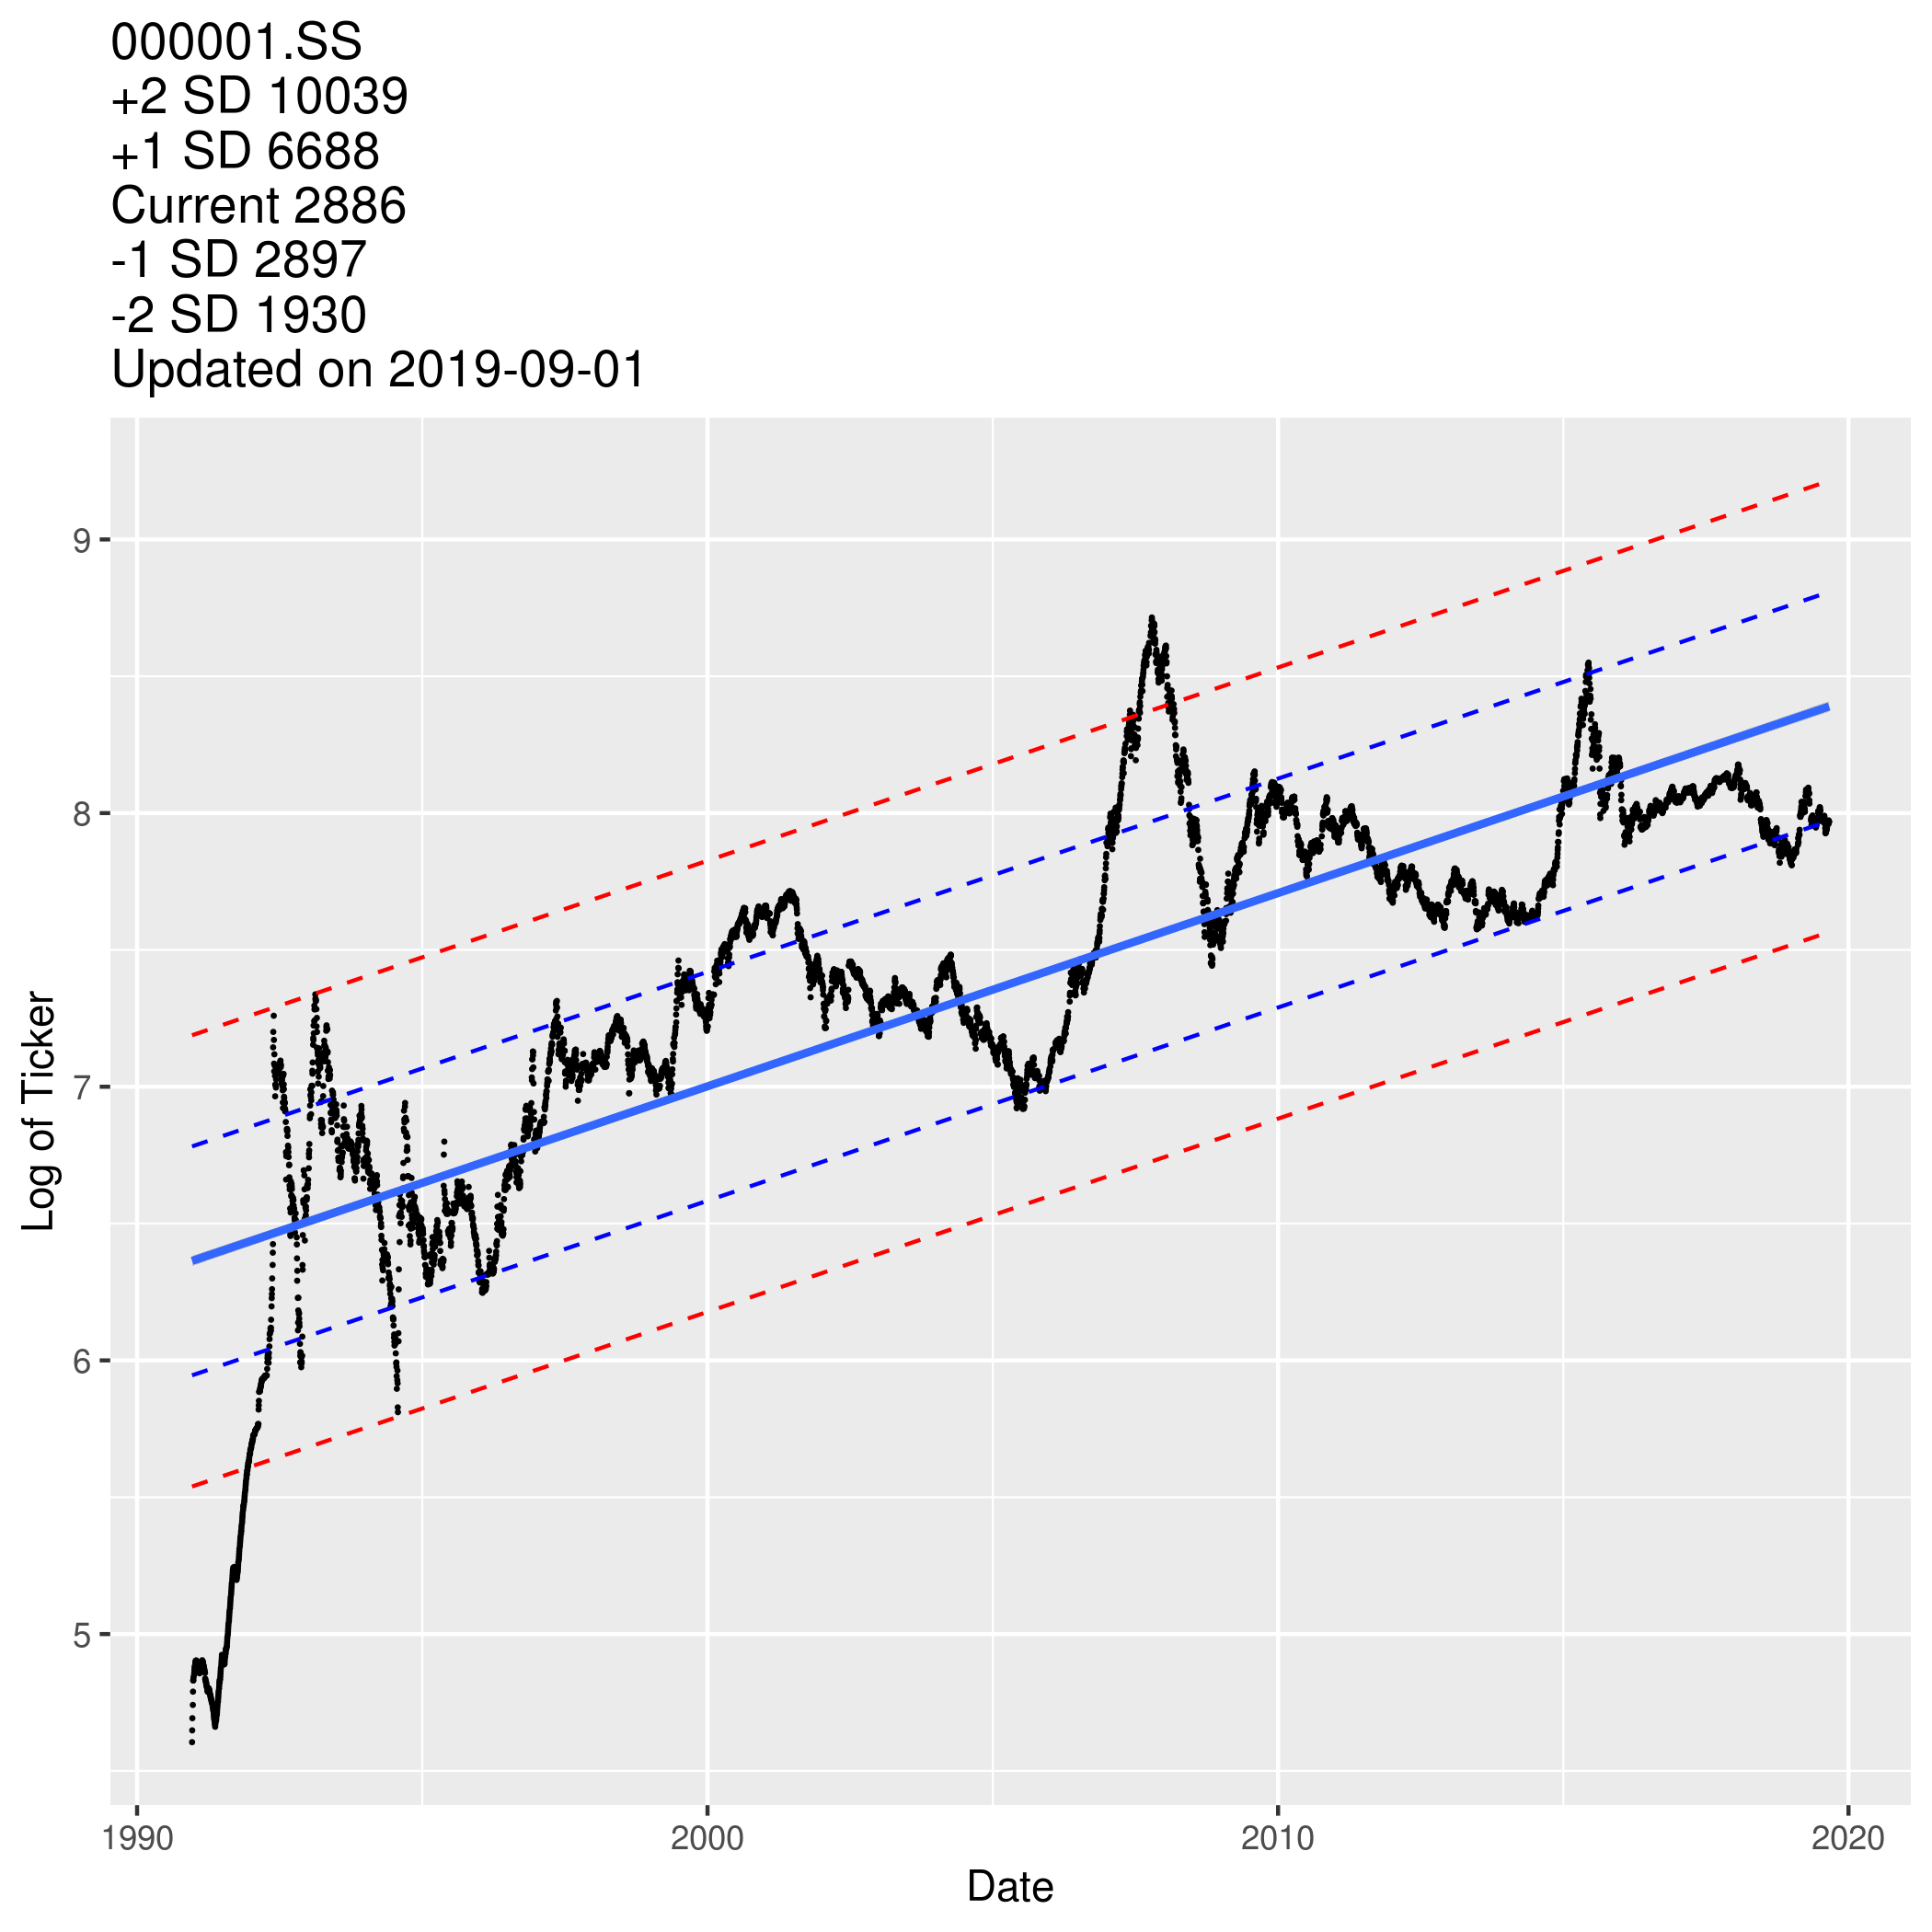 000001.SS
+2 SD 10039
+1 SD 6688
Current 2886
-1 SD 2897
-2 SD 1930
Updated on 2019-09-01
9
8
7
6
5
Log of Ticker
1990
2000
2010
2020
Date